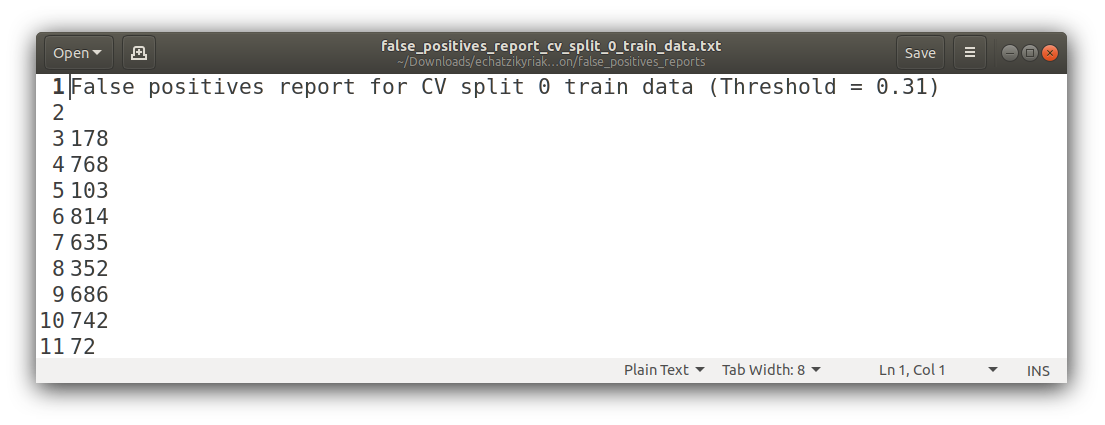 Open
false_positives_report_cv_split_0_train_data.txt
~/Downloads/echatzikyriak…on/false_positives_reports
Save
1 False positives report for CV split 0 train data (Threshold = 0.31)
2
3 178
4 768
5 103
6 814
7 635
8 352
9 686
10 742
11 72
Plain Text Tab Width: 8 Ln 1, Col 1 INS